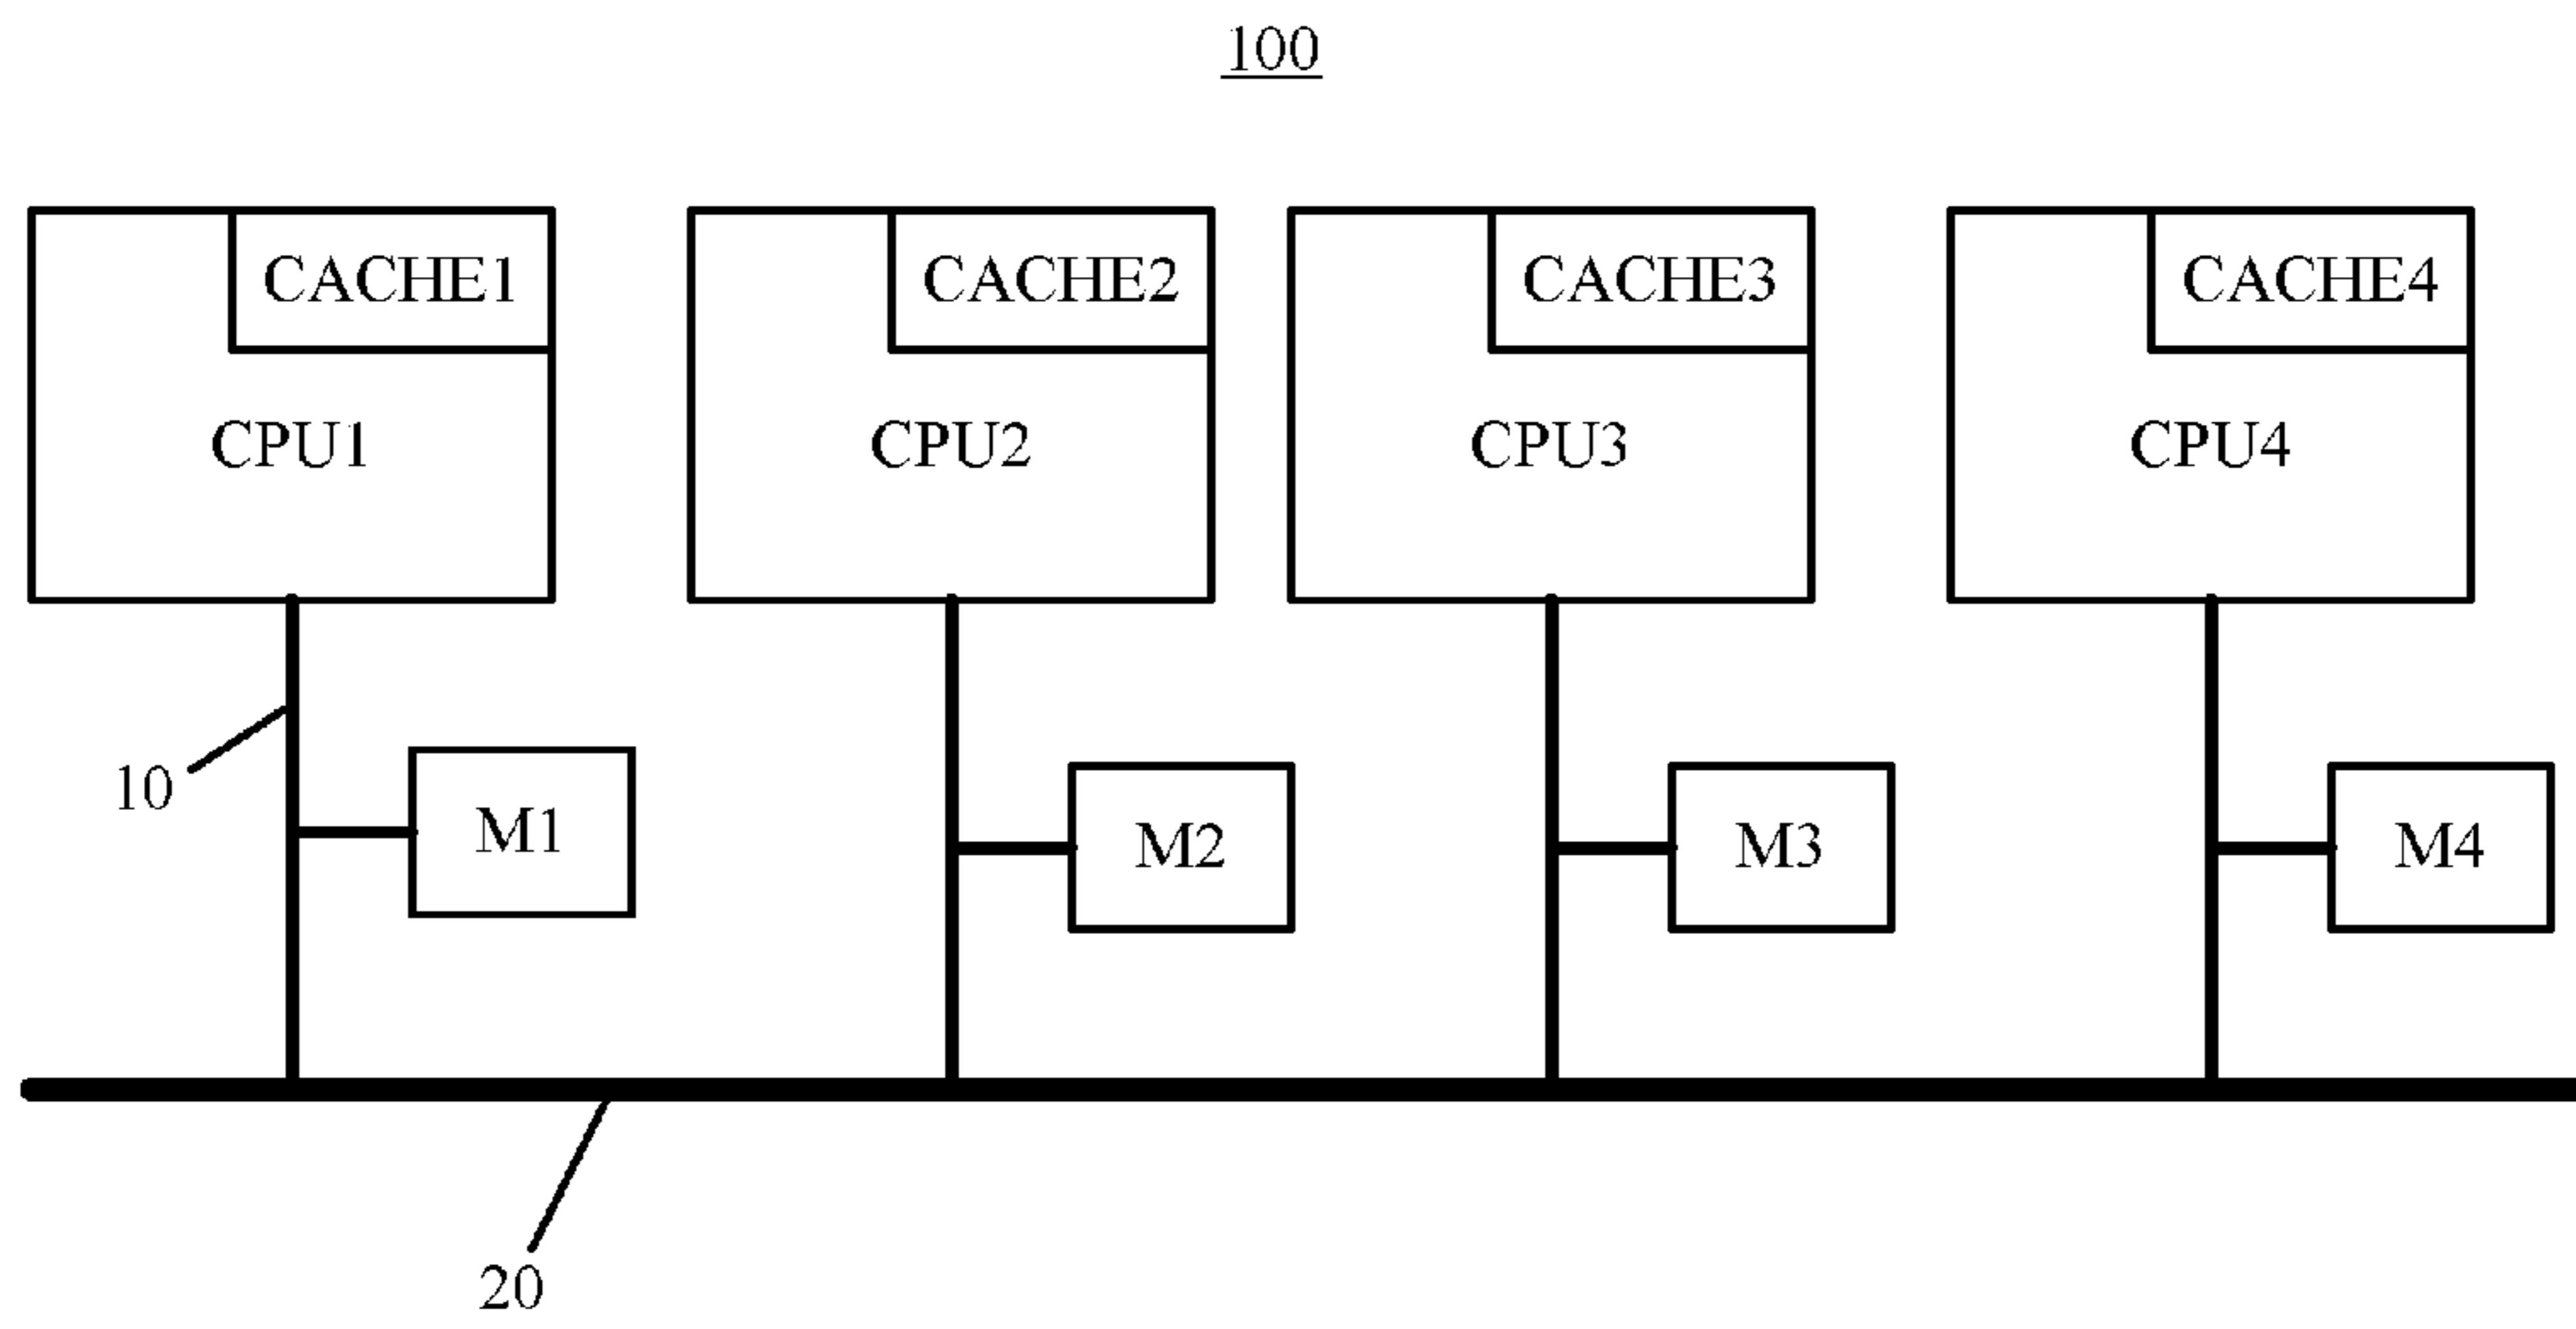 100
CACHE1 CACHE2 CACHE3 CACHE4
CPU1 CPU2 CPU3 CPU4
10
M1 M2 M3 M4
20